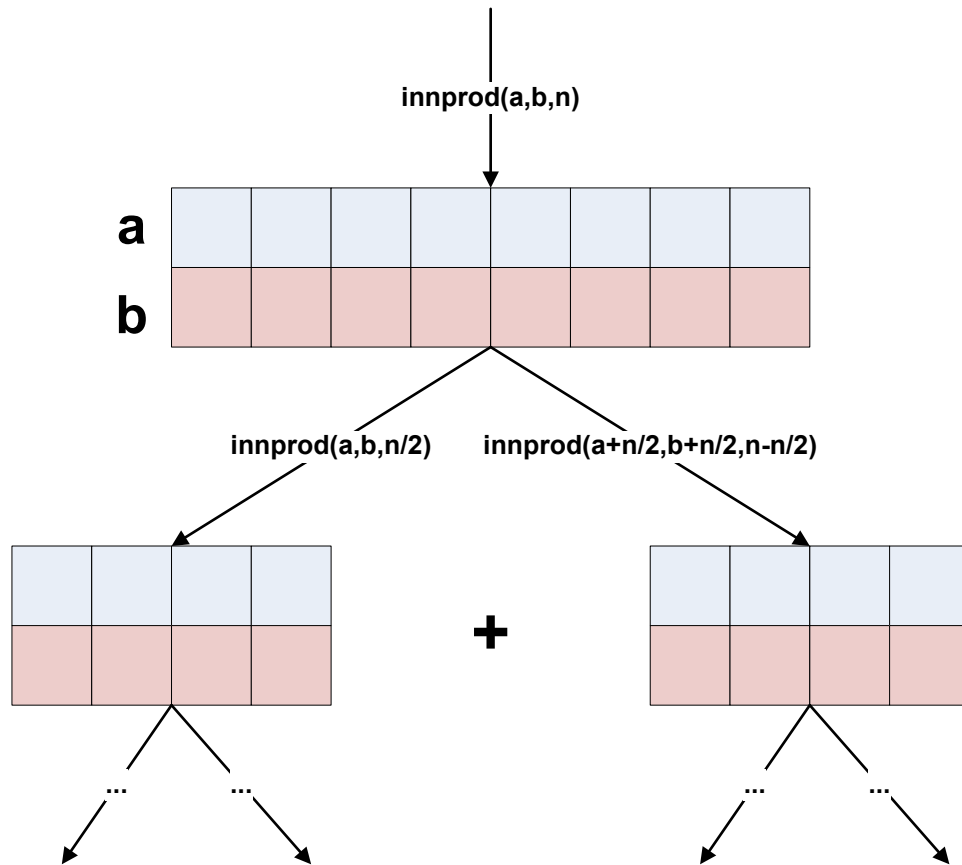 innprod(a,b,n)
a
b
innprod(a,b,n/2) innprod(a+n/2,b+n/2,n-n/2)
+
... ... ... ...